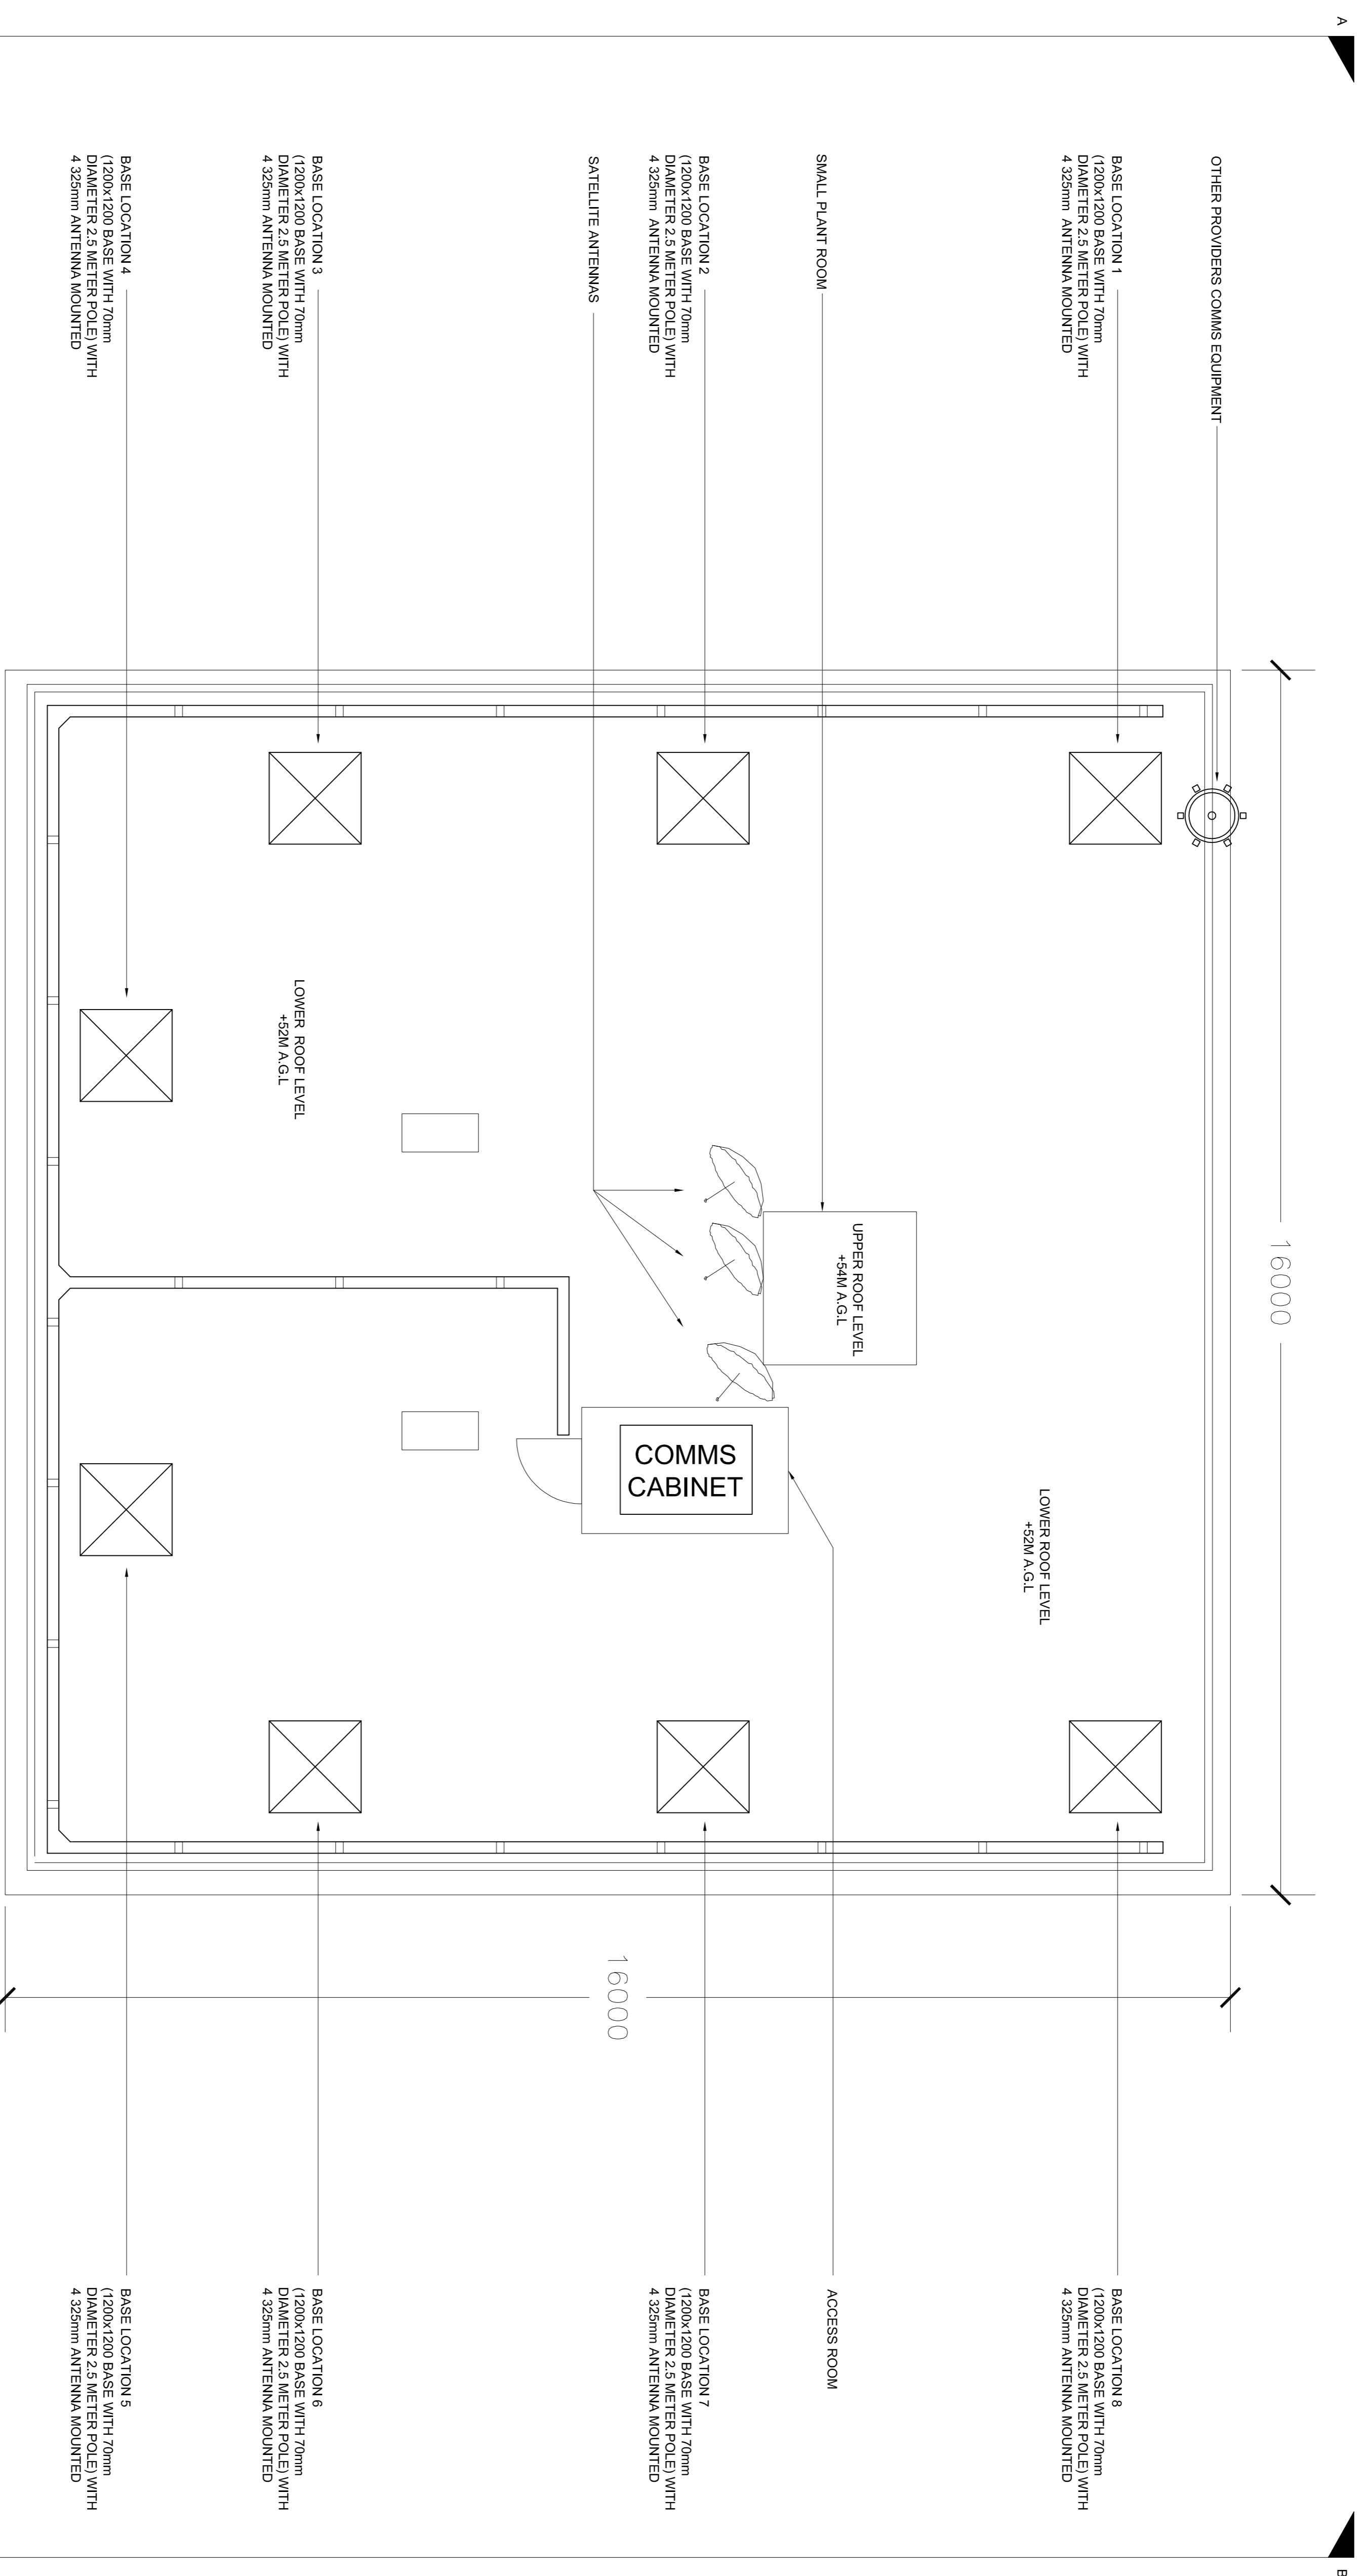 A
B
16000
OTHER PROVIDERS COMMS EQUIPMENT
BASE LOCATION 1
(1200x1200 BASE WITH 70mm
DIAMETER 2.5 METER POLE) WITH
4 325mm ANTENNA MOUNTED
SMALL PLANT ROOM
BASE LOCATION 2
(1200x1200 BASE WITH 70mm
DIAMETER 2.5 METER POLE) WITH
4 325mm ANTENNA MOUNTED
SATELLITE ANTENNAS
BASE LOCATION 3
(1200x1200 BASE WITH 70mm
DIAMETER 2.5 METER POLE) WITH
4 325mm ANTENNA MOUNTED
BASE LOCATION 4
(1200x1200 BASE WITH 70mm
DIAMETER 2.5 METER POLE) WITH
4 325mm ANTENNA MOUNTED
LOWER ROOF LEVEL
+52M A.G.L
UPPER ROOF LEVEL
+54M A.G.L
COMMS
CABINET
LOWER ROOF LEVEL
+52M A.G.L
16000
BASE LOCATION 8
(1200x1200 BASE WITH 70mm
DIAMETER 2.5 METER POLE) WITH
4 325mm ANTENNA MOUNTED
ACCESS ROOM
BASE LOCATION 7
(1200x1200 BASE WITH 70mm
DIAMETER 2.5 METER POLE) WITH
4 325mm ANTENNA MOUNTED
BASE LOCATION 6
(1200x1200 BASE WITH 70mm
DIAMETER 2.5 METER POLE) WITH
4 325mm ANTENNA MOUNTED
BASE LOCATION 5
(1200x1200 BASE WITH 70mm
DIAMETER 2.5 METER POLE) WITH
4 325mm ANTENNA MOUNTED